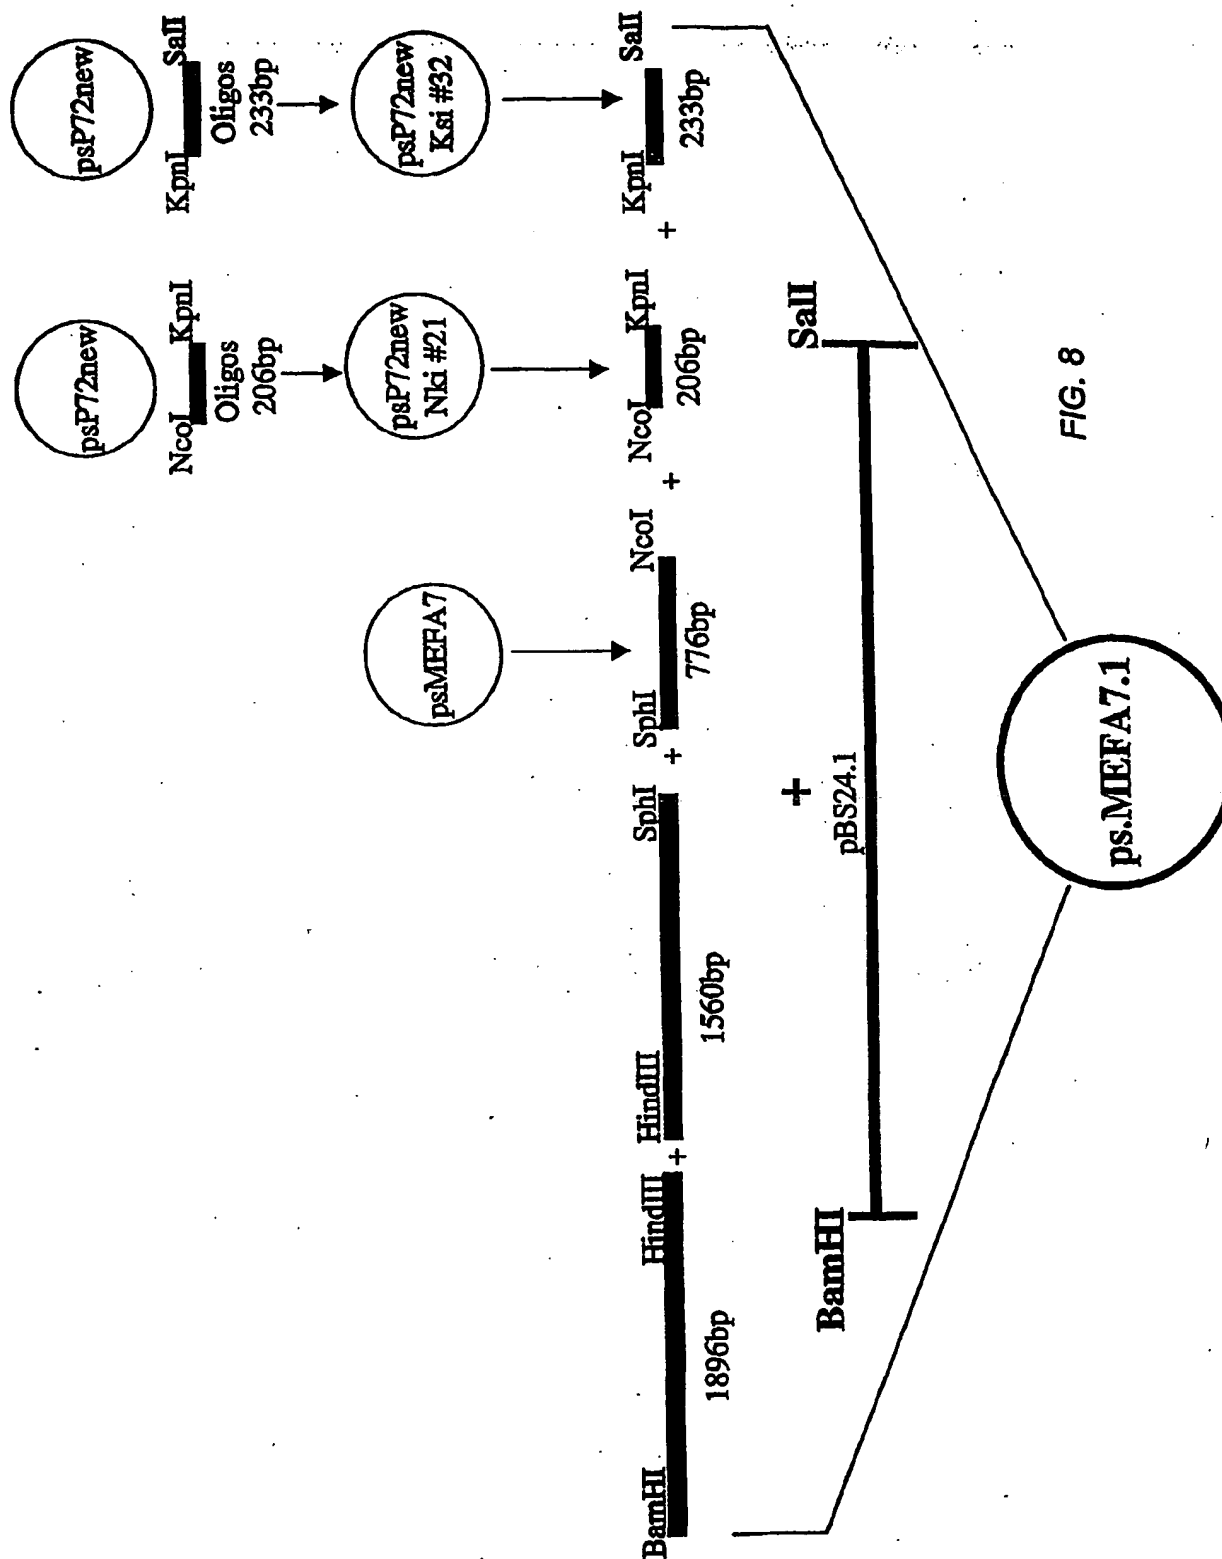 psP72new
NcoI KpnI
Oligos
206bp
psP72new
KpnI SalI
Oligos
233bp
psMEFA7
psP72new
Nki #21
psP72new
Ksi #32
BamHI HindIII + HindIII SphI + SphI NcoI + NcoI KpnI + KpnI SalI
1896bp 1560bp 776bp 206bp 233bp
+
pBS24.1
BamHI SalI
ps.MEFA7.1
FIG. 8